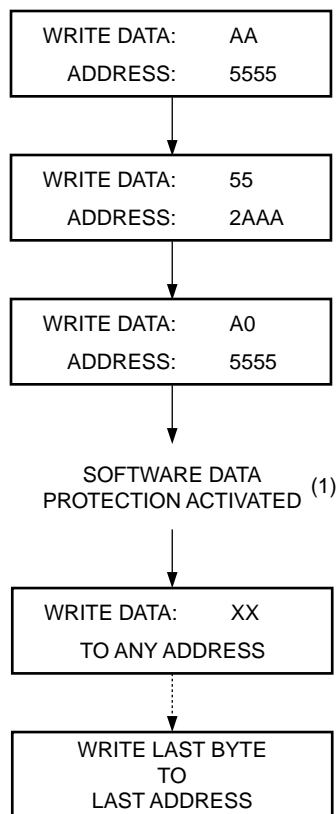 WRITE DATA: AA
ADDRESS: 5555
WRITE DATA: 55
ADDRESS: 2AAA
WRITE DATA: A0
ADDRESS: 5555
SOFTWARE DATA
PROTECTION ACTIVATED (1)
WRITE DATA: XX
TO ANY ADDRESS
WRITE LAST BYTE
TO
LAST ADDRESS